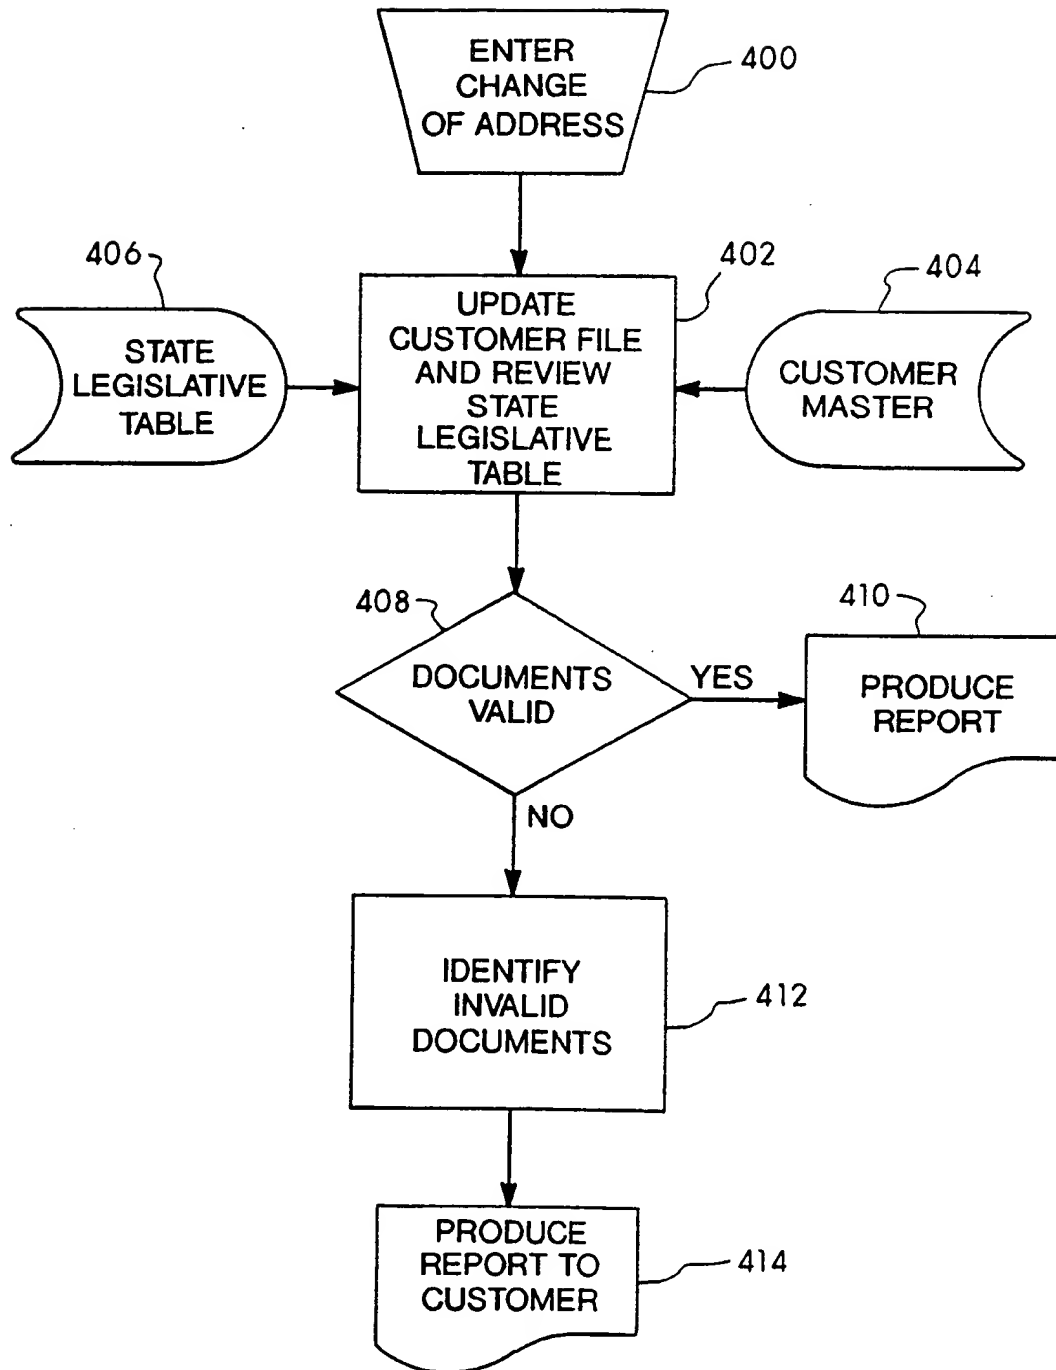 ENTER
CHANGE
OF ADDRESS
400
406
402
404
STATE
LEGISLATIVE
TABLE
UPDATE
CUSTOMER FILE
AND REVIEW
STATE
LEGISLATIVE
TABLE
CUSTOMER
MASTER
408
410
DOCUMENTS
VALID
YES
PRODUCE
REPORT
NO
IDENTIFY
INVALID
DOCUMENTS
412
PRODUCE
REPORT TO
CUSTOMER
414